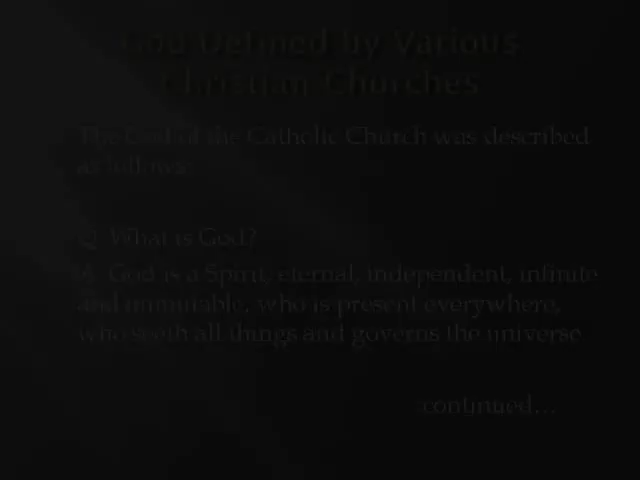 God Defined by Various
Christian Churches
The God of the Catholic Church was described
as follows:
Q. What is God?
A. God is a Spirit, eternal, independent, infinite
and immutable, who is present everywhere,
who seeth all things and governs the universe
continued...